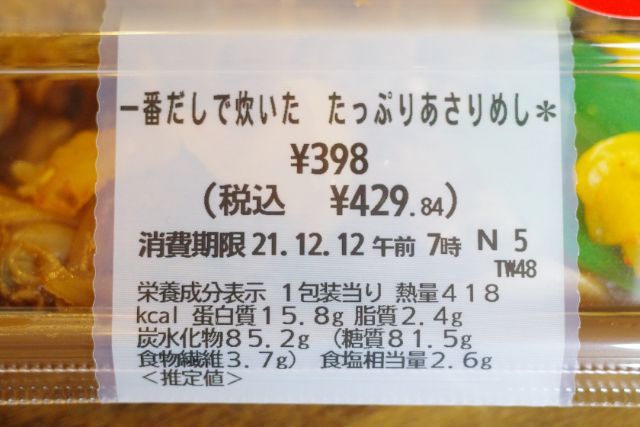 一番だしで炊いた　たっぷりあさりめし＊
¥398
(税込　¥429.84)
消費期限21.12.12 午前 7時 N 5
TW48
栄養成分表示 1包装当り 熱量418
kcal 蛋白質15.8g 脂質2.4g
炭水化物85.2g (糖質81.5g
食物繊維3.7g) 食塩相当量2.6g
＜推定値＞